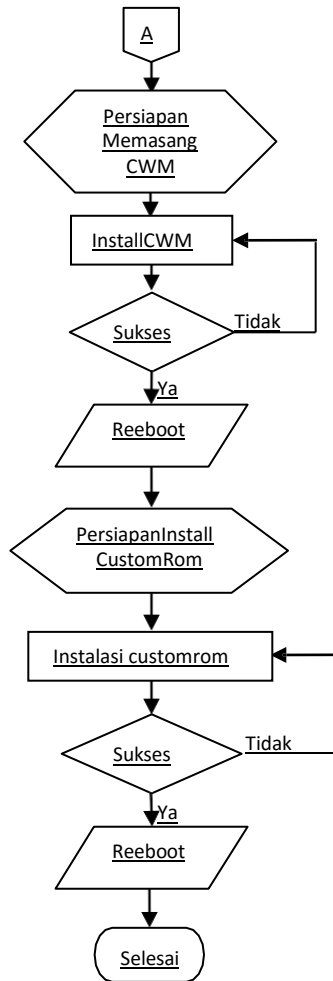 A
Persiapan
Memasang
CWM
InstallCWM
Sukses
Tidak
Ya
Reeboot
PersiapanInstall
CustomRom
Instalasi customrom
Sukses
Tidak
Ya
Reeboot
Selesai